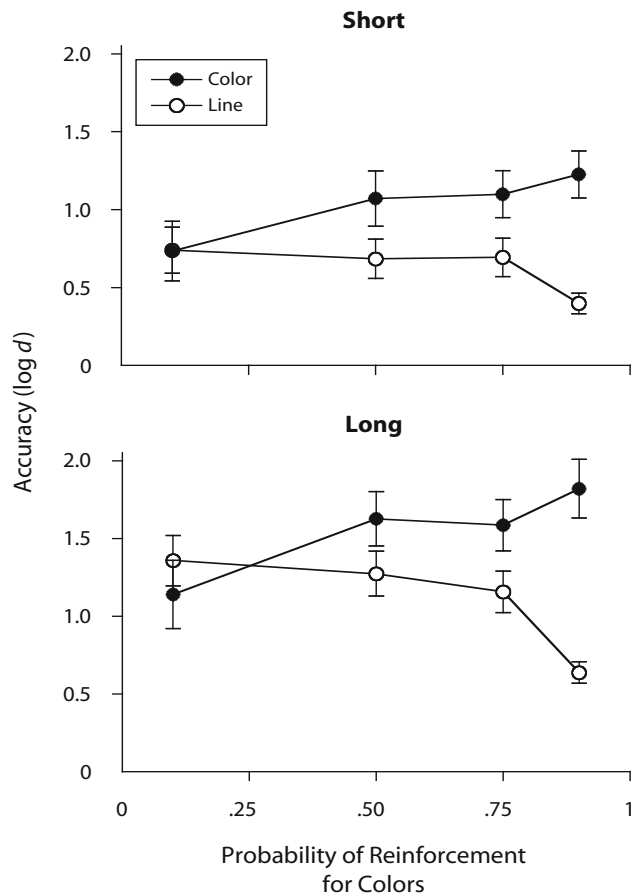 Short
2.0
Color
Line
1.5
1.0
0.5
0
Accuracy (log d)
Long
2.0
1.5
1.0
0.5
0
0 .25 .50 .75 1
Probability of Reinforcement
for Colors